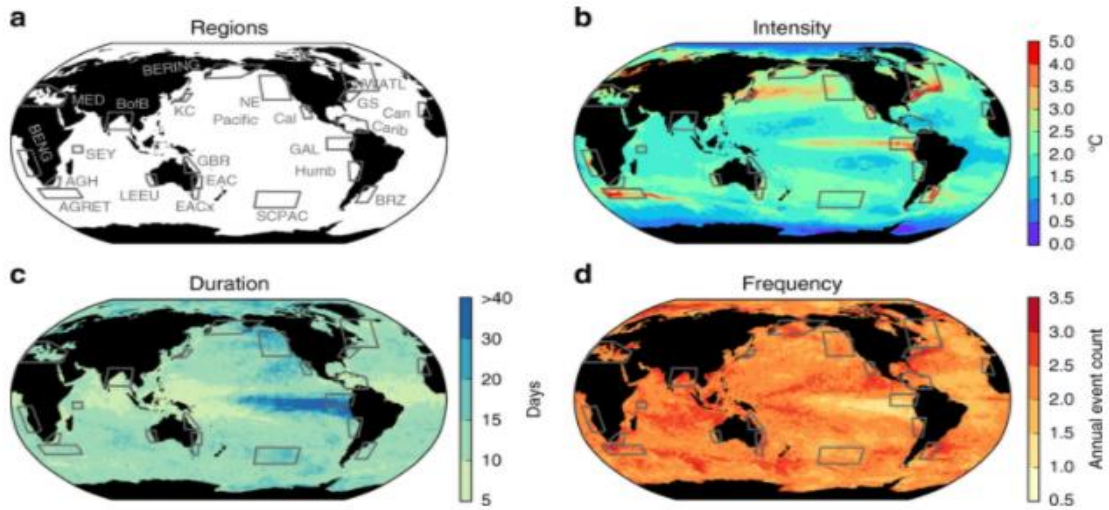 a
Regions
BERING
MED
BofB
KC
NE
Pacific
Cal
NWATL
GS
Can
Carib
BENG
SEY
GBR
GAL
AGH
LEEU
EAC
Humb
AGRET
EACx
SCPAC
BRZ
b
Intensity
5.0
4.0
3.5
3.0
2.5
2.0
1.5
1.0
0.0
°C
c
Duration
>40
30
20
15
10
5
Days
d
Frequency
3.5
3.0
2.5
2.0
1.5
1.0
0.5
Annual event count